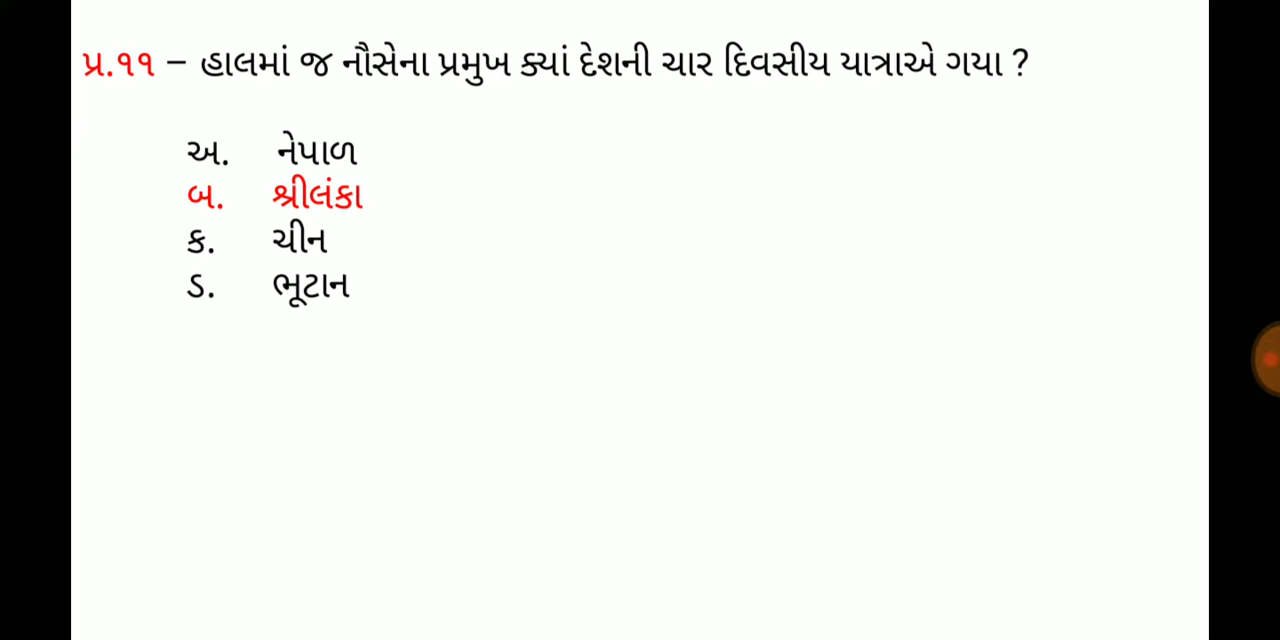 પ્ર.૧૧ – હાલમાં જ નૌસેના પ્રમુખ ક્યાં દેશની ચાર દિવસીય યાત્રાએ ગયા ?
અ. નેપાળ
બ. શ્રીલંકા
ક. ચીન
ડ. ભૂટાન